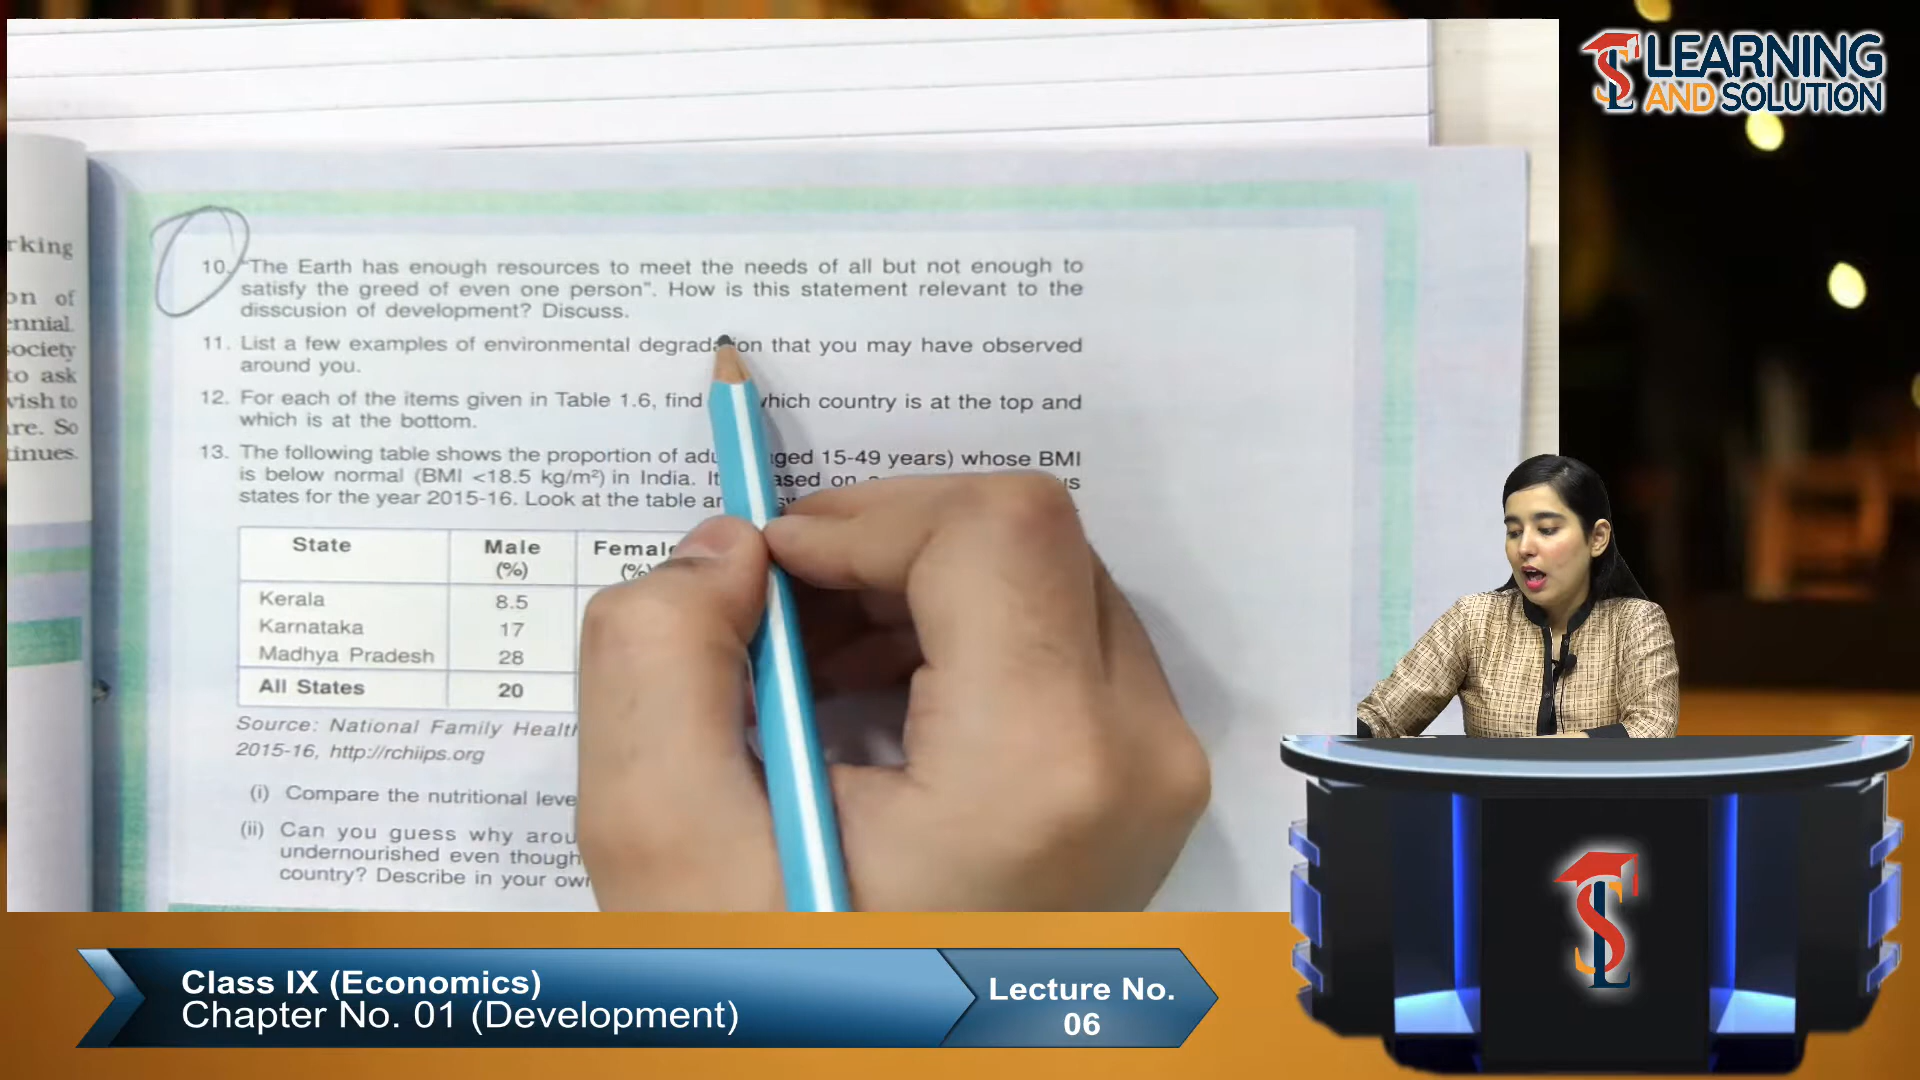 LEARNING
AND SOLUTION
rking
on of
ennial
society
to ask
wish to
re. So
tinues.
10. "The Earth has enough resources to meet the needs of all but not enough to
satisfy the greed of even one person". How is this statement relevant to the
disscusion of development? Discuss.
11. List a few examples of environmental degradation that you may have observed
around you.
12. For each of the items given in Table 1.6, find which country is at the top and
which is at the bottom.
13. The following table shows the proportion of adu ged 15-49 years) whose BMI
is below normal (BMI <18.5 kg/m²) in India. It ased on us
states for the year 2015-16. Look at the table an
State Male Female
(%) (%)
Kerala 8.5
Karnataka 17
Madhya Pradesh 28
All States 20
Source: National Family Health
2015-16, http://rchiips.org
(i) Compare the nutritional leve
(ii) Can you guess why arou
undernourished even though
country? Describe in your own
Class IX (Economics)
Chapter No. 01 (Development)
Lecture No.
06